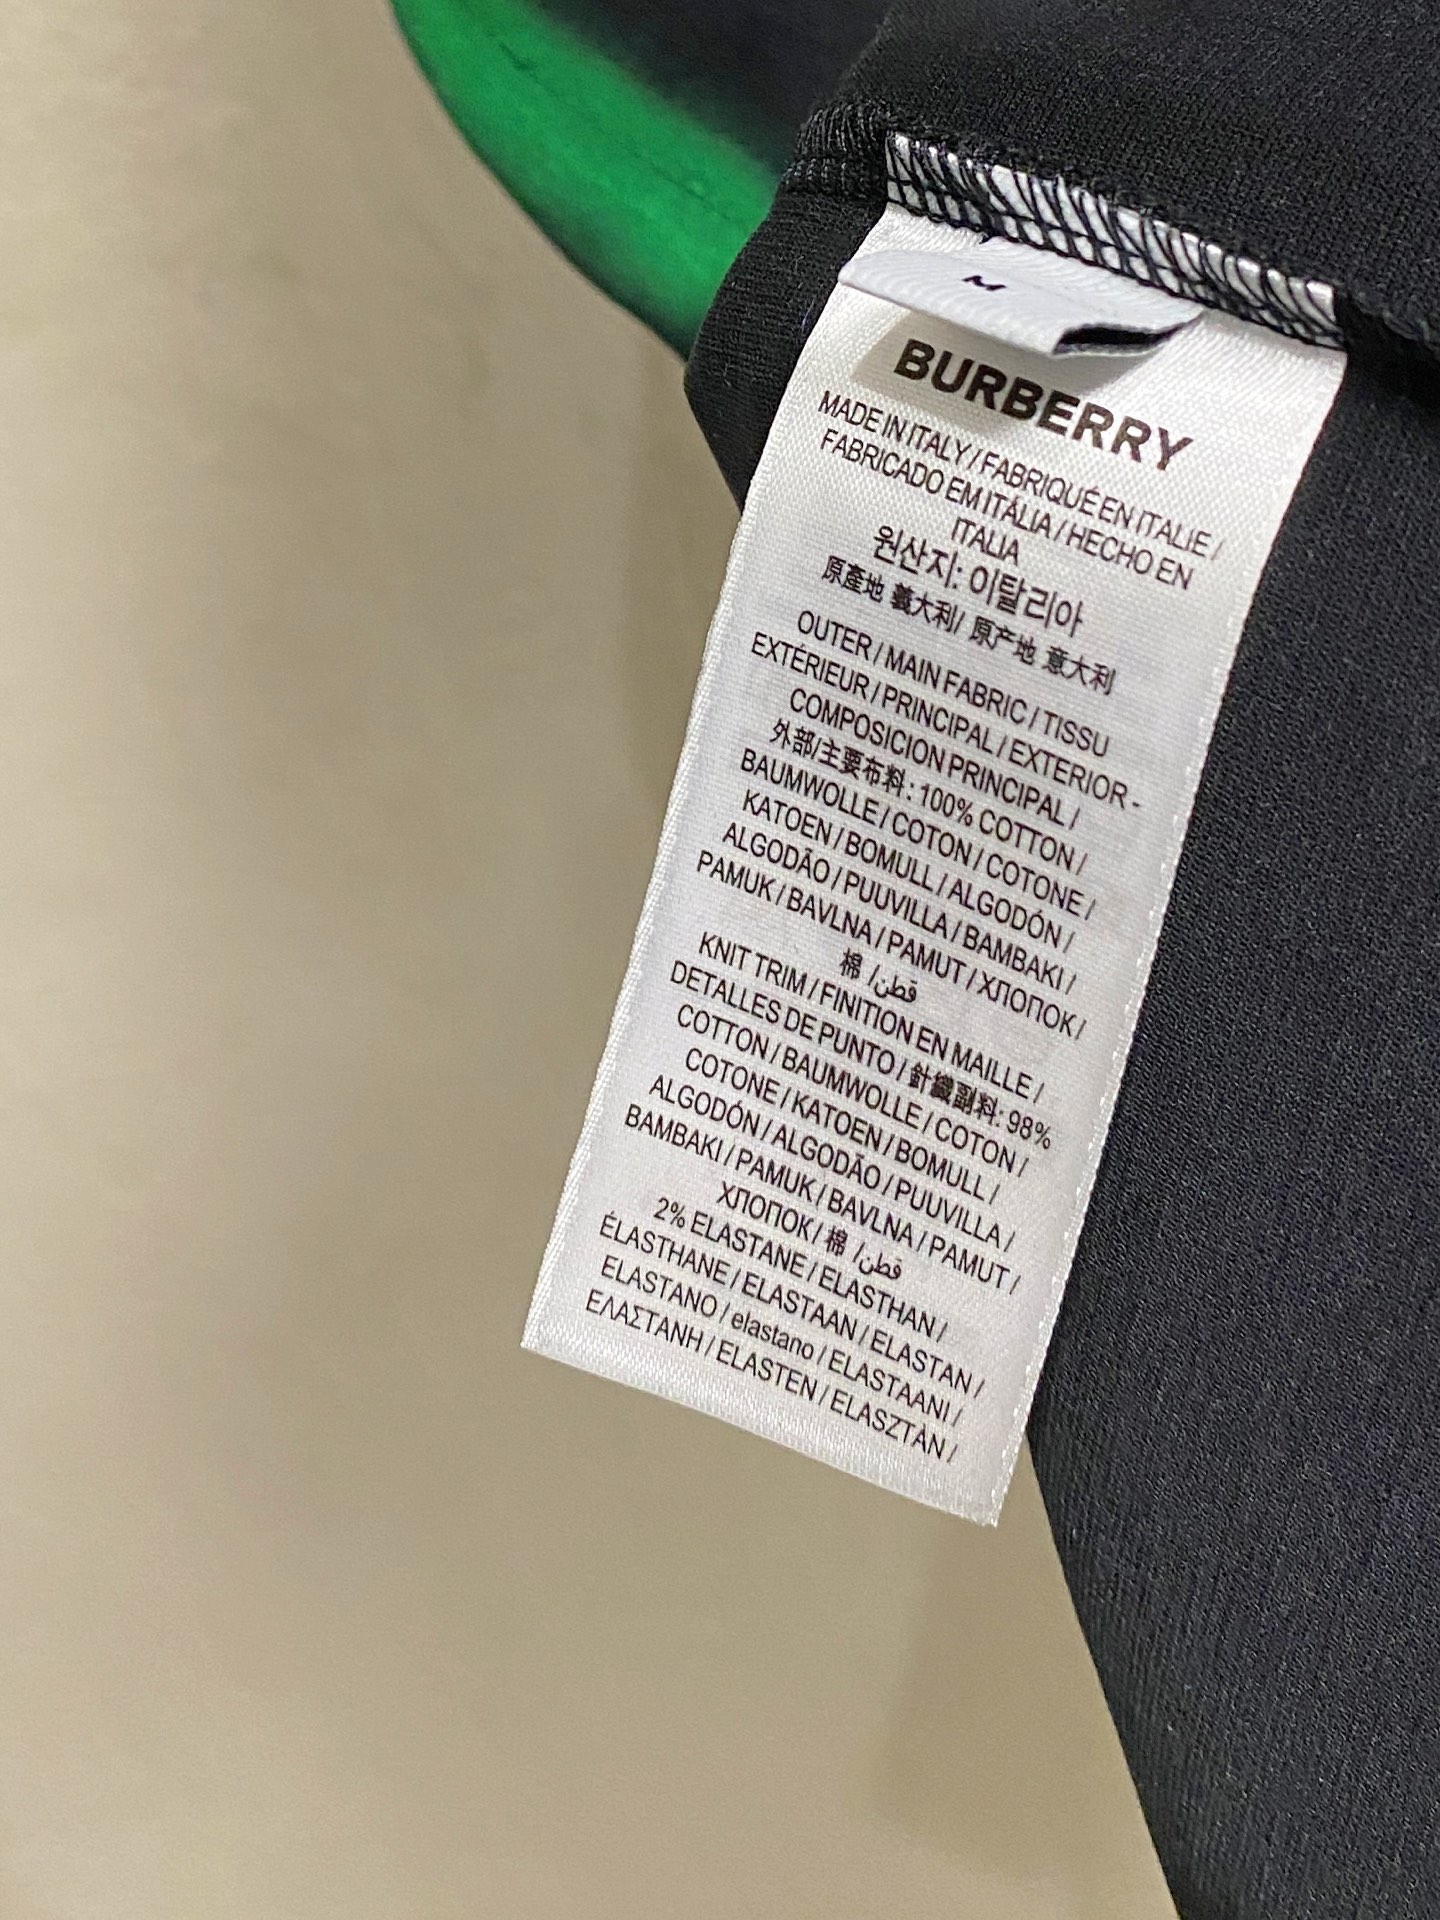 M
BURBERRY
MADE IN ITALY / FABRIQUÉ EN ITALIE /
FABRICADO EM ITÁLIA / HECHO EN
ITALIA
원산지: 이탈리아
原產地 義大利/ 原产地 意大利
OUTER / MAIN FABRIC / TISSU
EXTÉRIEUR / PRINCIPAL / EXTERIOR -
COMPOSICION PRINCIPAL /
外部/主要布料: 100% COTTON /
BAUMWOLLE / COTON / COTONE /
KATOEN / BOMULL / ALGODÓN /
ALGODÃO / PUUVILLA / BAMBAKI /
PAMUK / BAVLNA / PAMUT / ХЛОПОК /
棉 /قطن
KNIT TRIM / FINITION EN MAILLE /
DETALLES DE PUNTO / 針織副料: 98%
COTTON / BAUMWOLLE / COTON /
COTONE / KATOEN / BOMULL /
ALGODÓN / ALGODÃO / PUUVILLA /
BAMBAKI / PAMUK / BAVLNA / PAMUT /
ХЛОПОК / 棉 /قطن
2% ELASTANE / ELASTHAN /
ÉLASTHANE / ELASTAAN / ELASTAN /
ELASTANO / elastano / ELASTAANI /
ΕΛΑΣΤΑΝΗ / ELASTEN / ELASZTÀN /